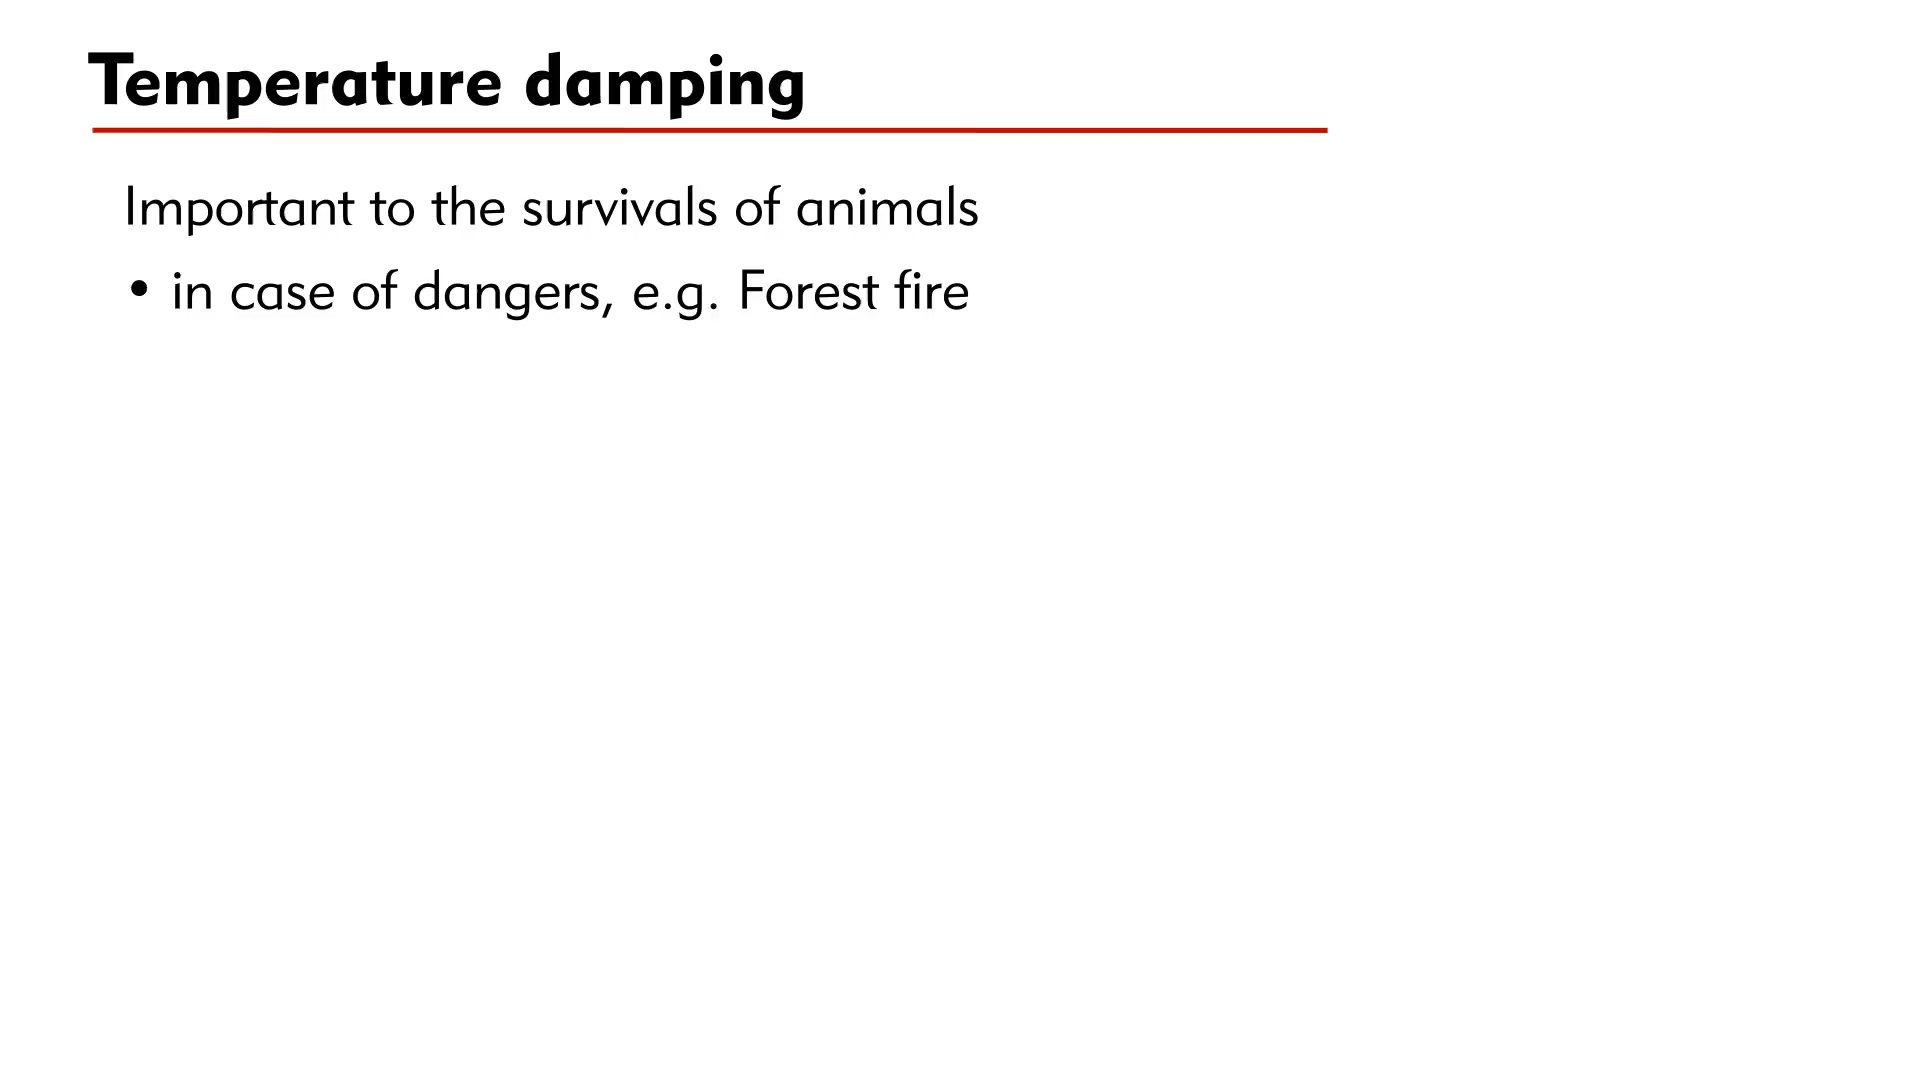 Temperature damping
Important to the survivals of animals
• in case of dangers, e.g. Forest fire